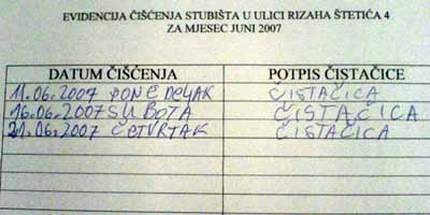 EVIDENCIJA ČIŠĆENJA STUBIŠTA U ULICI RIZAHA ŠTETIĆA 4
ZA MJESEC JUNI 2007
DATUM ČIŠĆENJA POTPIS ČISTAČICE
11.06.2007 PONEDELJAK ČISTAČICA
16.06.2007 SUBOTA ČISTAČICA
21.06.2007 ČETVRTAK ČISTAČICA